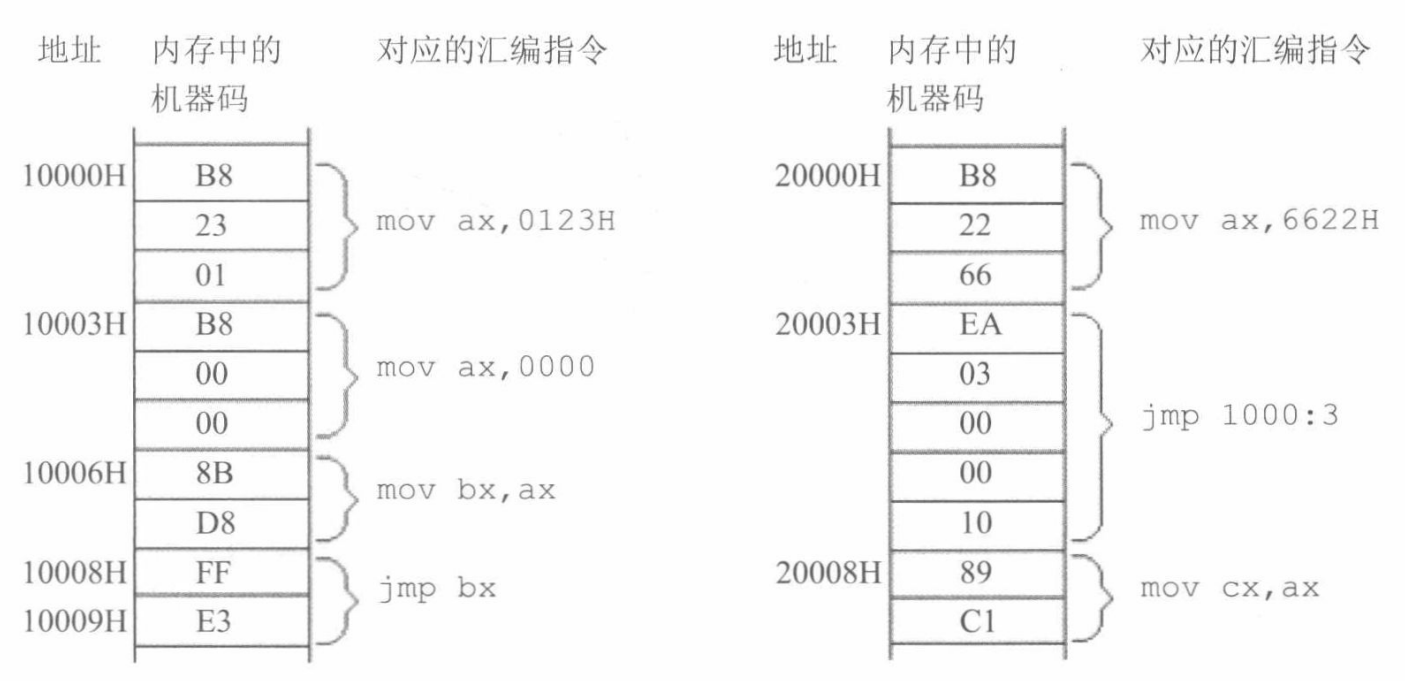 地址 内存中的 对应的汇编指令
机器码
10000H B8
23 mov ax,0123H
01
10003H B8
00 mov ax,0000
00
10006H 8B
D8 mov bx,ax
10008H FF
10009H E3 jmp bx
地址 内存中的 对应的汇编指令
机器码
20000H B8
22 mov ax,6622H
66
20003H EA
03
00 jmp 1000:3
00
10
20008H 89
C1 mov cx,ax